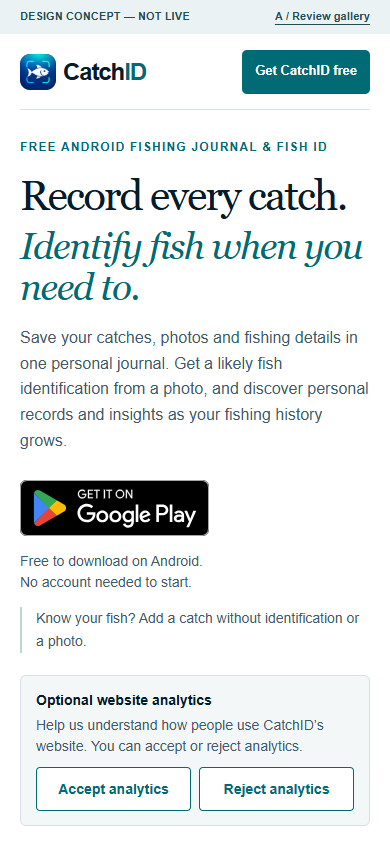 DESIGN CONCEPT — NOT LIVE
A / Review gallery
CatchID
Get CatchID free
FREE ANDROID FISHING JOURNAL & FISH ID
Record every catch.
Identify fish when you
need to.
Save your catches, photos and fishing details in
one personal journal. Get a likely fish
identification from a photo, and discover personal
records and insights as your fishing history
grows.
GET IT ON
Google Play
Free to download on Android.
No account needed to start.
Know your fish? Add a catch without identification or
a photo.
Optional website analytics
Help us understand how people use CatchID's
website. You can accept or reject analytics.
Accept analytics
Reject analytics